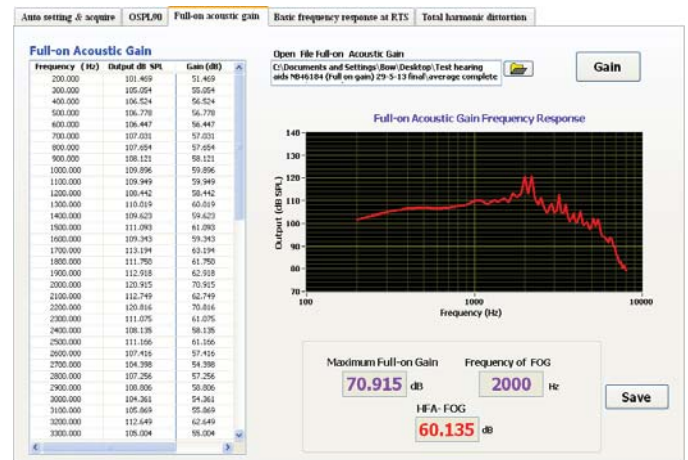 Auto setting & acquire OSPL90 Full-on acoustic gain Basic frequency response at RTS Total harmonic distortion
Full-on Acoustic Gain
Frequency (Hz) Output dB SPL Gain (dB)
200.000 101.469 51.469
300.000 105.054 55.054
400.000 106.524 56.524
500.000 106.778 56.778
600.000 106.447 56.447
700.000 107.031 57.031
800.000 107.654 57.654
900.000 108.121 58.121
1000.000 109.896 59.896
1100.000 109.949 59.949
1200.000 108.442 58.442
1300.000 110.019 60.019
1400.000 109.623 59.623
1500.000 111.093 61.093
1600.000 109.343 59.343
1700.000 113.194 63.194
1800.000 111.750 61.750
1900.000 112.918 62.918
2000.000 120.915 70.915
2100.000 112.749 62.749
2200.000 120.816 70.816
2300.000 111.075 61.075
2400.000 108.135 58.135
2500.000 111.166 61.166
2600.000 107.416 57.416
2700.000 104.398 54.398
2800.000 107.256 57.256
2900.000 108.806 58.806
3000.000 104.361 54.361
3100.000 105.869 55.869
3200.000 112.649 62.649
3300.000 105.004 55.004
Open File Full-on Acoustic Gain
C:\Documents and Settings\Bow\Desktop\Test hearing
aids MB46184 (Full on gain) 29-5-13 final\average complete
Gain
Full-on Acoustic Gain Frequency Response
Output (dB SPL)
140
130
120
110
100
90
80
70
100 1000 10000
Frequency (Hz)
Maximum Full-on Gain Frequency of FOG
70.915 dB 2000 Hz
HFA-FOG
60.135 dB
Save